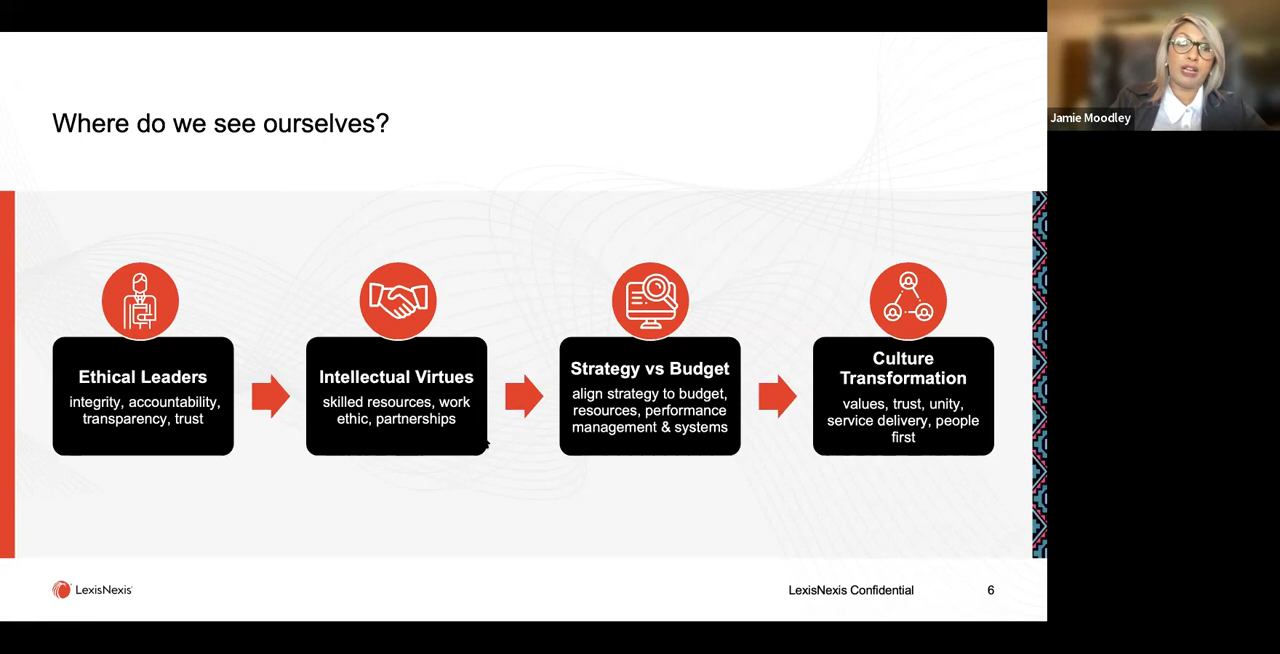 Where do we see ourselves?
Jamie Moodley
Ethical Leaders
integrity, accountability,
transparency, trust
Intellectual Virtues
skilled resources, work
ethic, partnerships
Strategy vs Budget
align strategy to budget,
resources, performance
management & systems
Culture
Transformation
values, trust, unity,
service delivery, people
first
LexisNexis
LexisNexis Confidential
6